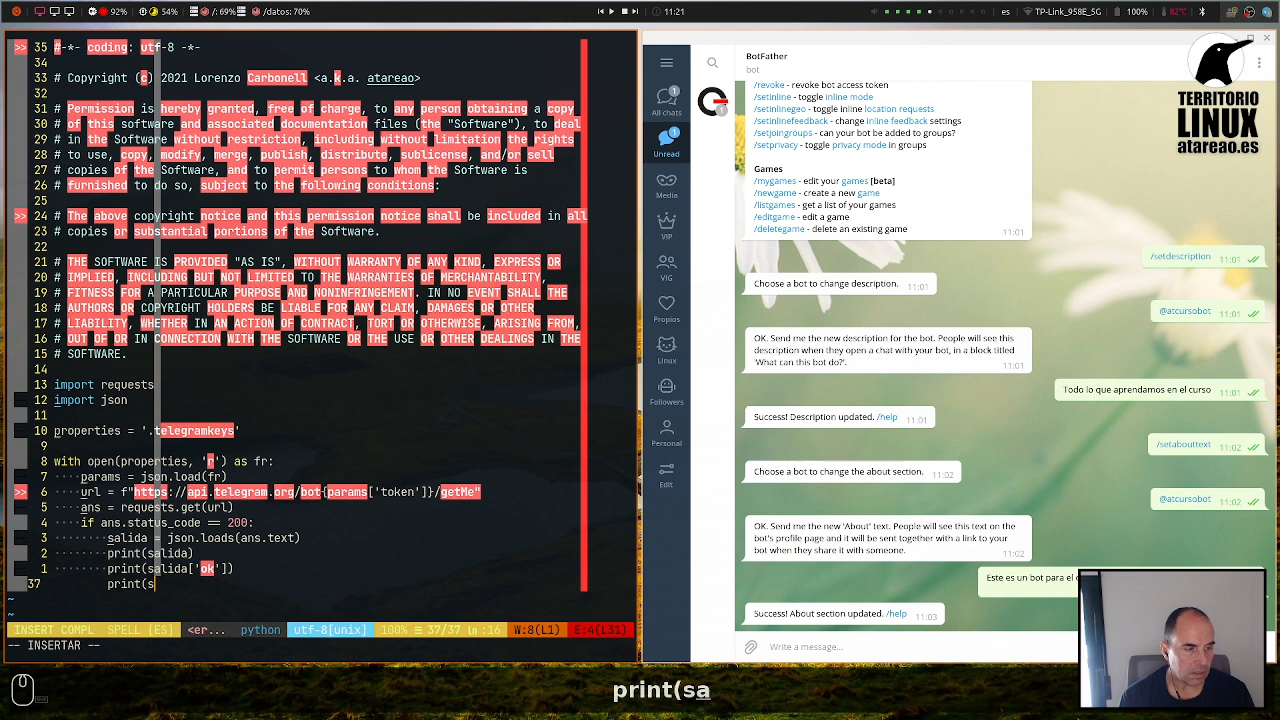 92% 54% /: 69% /datos: 70% 11:21 es TP-Link_958E_5G 100% 82°C
>> 35 #-*- coding: utf-8 -*-
34
33 # Copyright (c) 2021 Lorenzo Carbonell <a.k.a. atareao>
32
31 # Permission is hereby granted, free of charge, to any person obtaining a copy
30 # of this software and associated documentation files (the "Software"), to deal
29 # in the Software without restriction, including without limitation the rights
28 # to use, copy, modify, merge, publish, distribute, sublicense, and/or sell
27 # copies of the Software, and to permit persons to whom the Software is
26 # furnished to do so, subject to the following conditions:
25
>> 24 # The above copyright notice and this permission notice shall be included in all
23 # copies or substantial portions of the Software.
22
21 # THE SOFTWARE IS PROVIDED "AS IS", WITHOUT WARRANTY OF ANY KIND, EXPRESS OR
20 # IMPLIED, INCLUDING BUT NOT LIMITED TO THE WARRANTIES OF MERCHANTABILITY,
19 # FITNESS FOR A PARTICULAR PURPOSE AND NONINFRINGEMENT. IN NO EVENT SHALL THE
18 # AUTHORS OR COPYRIGHT HOLDERS BE LIABLE FOR ANY CLAIM, DAMAGES OR OTHER
17 # LIABILITY, WHETHER IN AN ACTION OF CONTRACT, TORT OR OTHERWISE, ARISING FROM,
16 # OUT OF OR IN CONNECTION WITH THE SOFTWARE OR THE USE OR OTHER DEALINGS IN THE
15 # SOFTWARE.
14
13 import requests
12 import json
11
10 properties = '.telegramkeys'
9
8 with open(properties, 'r') as fr:
7 ····params = json.load(fr)
>> 6 ····url = f"https://api.telegram.org/bot{params['token']}/getMe"
5 ····ans = requests.get(url)
4 ····if ans.status_code == 200:
3 ········salida = json.loads(ans.text)
2 ········print(salida)
1 ········print(salida['ok'])
37 print(s
~
~
INSERT COMPL SPELL [ES] <er... python utf-8[unix] 100% ☰ 37/37 ln :16 W:8(L1) E:4(L31)
-- INSERTAR --
All chats
1
Unread
1
Media
VIP
VIG
Propios
Linux
Followers
Personal
Edit
1
BotFather
bot
/revoke - revoke bot access token
/setinline - toggle inline mode
/setinlinegeo - toggle inline location requests
/setinlinefeedback - change inline feedback settings
/setjoingroups - can your bot be added to groups?
/setprivacy - toggle privacy mode in groups
Games
/mygames - edit your games [beta]
/newgame - create a new game
/listgames - get a list of your games
/editgame - edit a game
/deletegame - delete an existing game
11:01
/setdescription 11:01
Choose a bot to change description. 11:01
@atcursobot 11:01
OK. Send me the new description for the bot. People will see this
description when they open a chat with your bot, in a block titled
'What can this bot do?'. 11:01
Todo lo que aprendamos en el curso 11:01
Success! Description updated. /help 11:01
/setabouttext 11:02
Choose a bot to change the about section. 11:02
@atcursobot 11:02
OK. Send me the new 'About' text. People will see this text on the
bot's profile page and it will be sent together with a link to your
bot when they share it with someone. 11:02
Este es un bot para el
Success! About section updated. /help 11:03
Write a message...
TERRITORIO
LINUX
atareao.es
print(sa